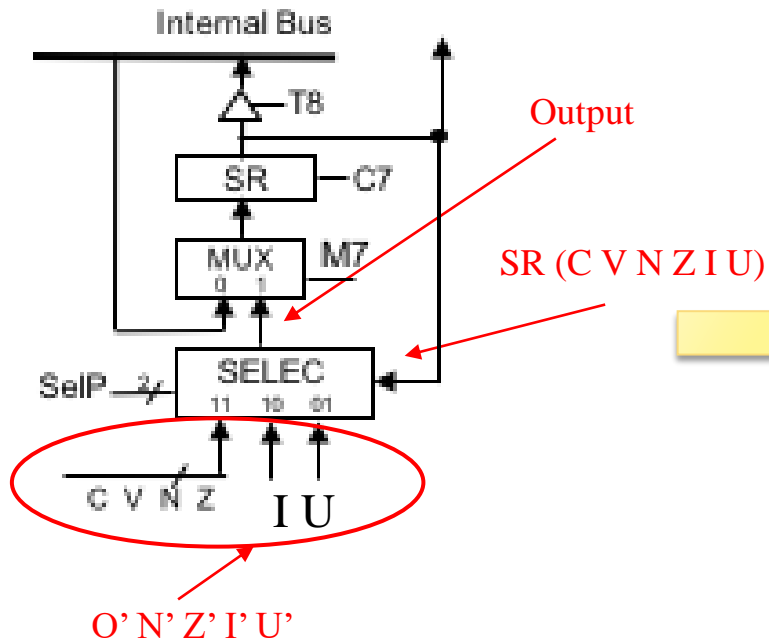 Internal Bus
T8
Output
SR
C7
MUX
M7
0 1
SR (C V N Z I U)
SELEC
SelP
2
11 10 01
C V N Z
I U
O' N' Z' I' U'